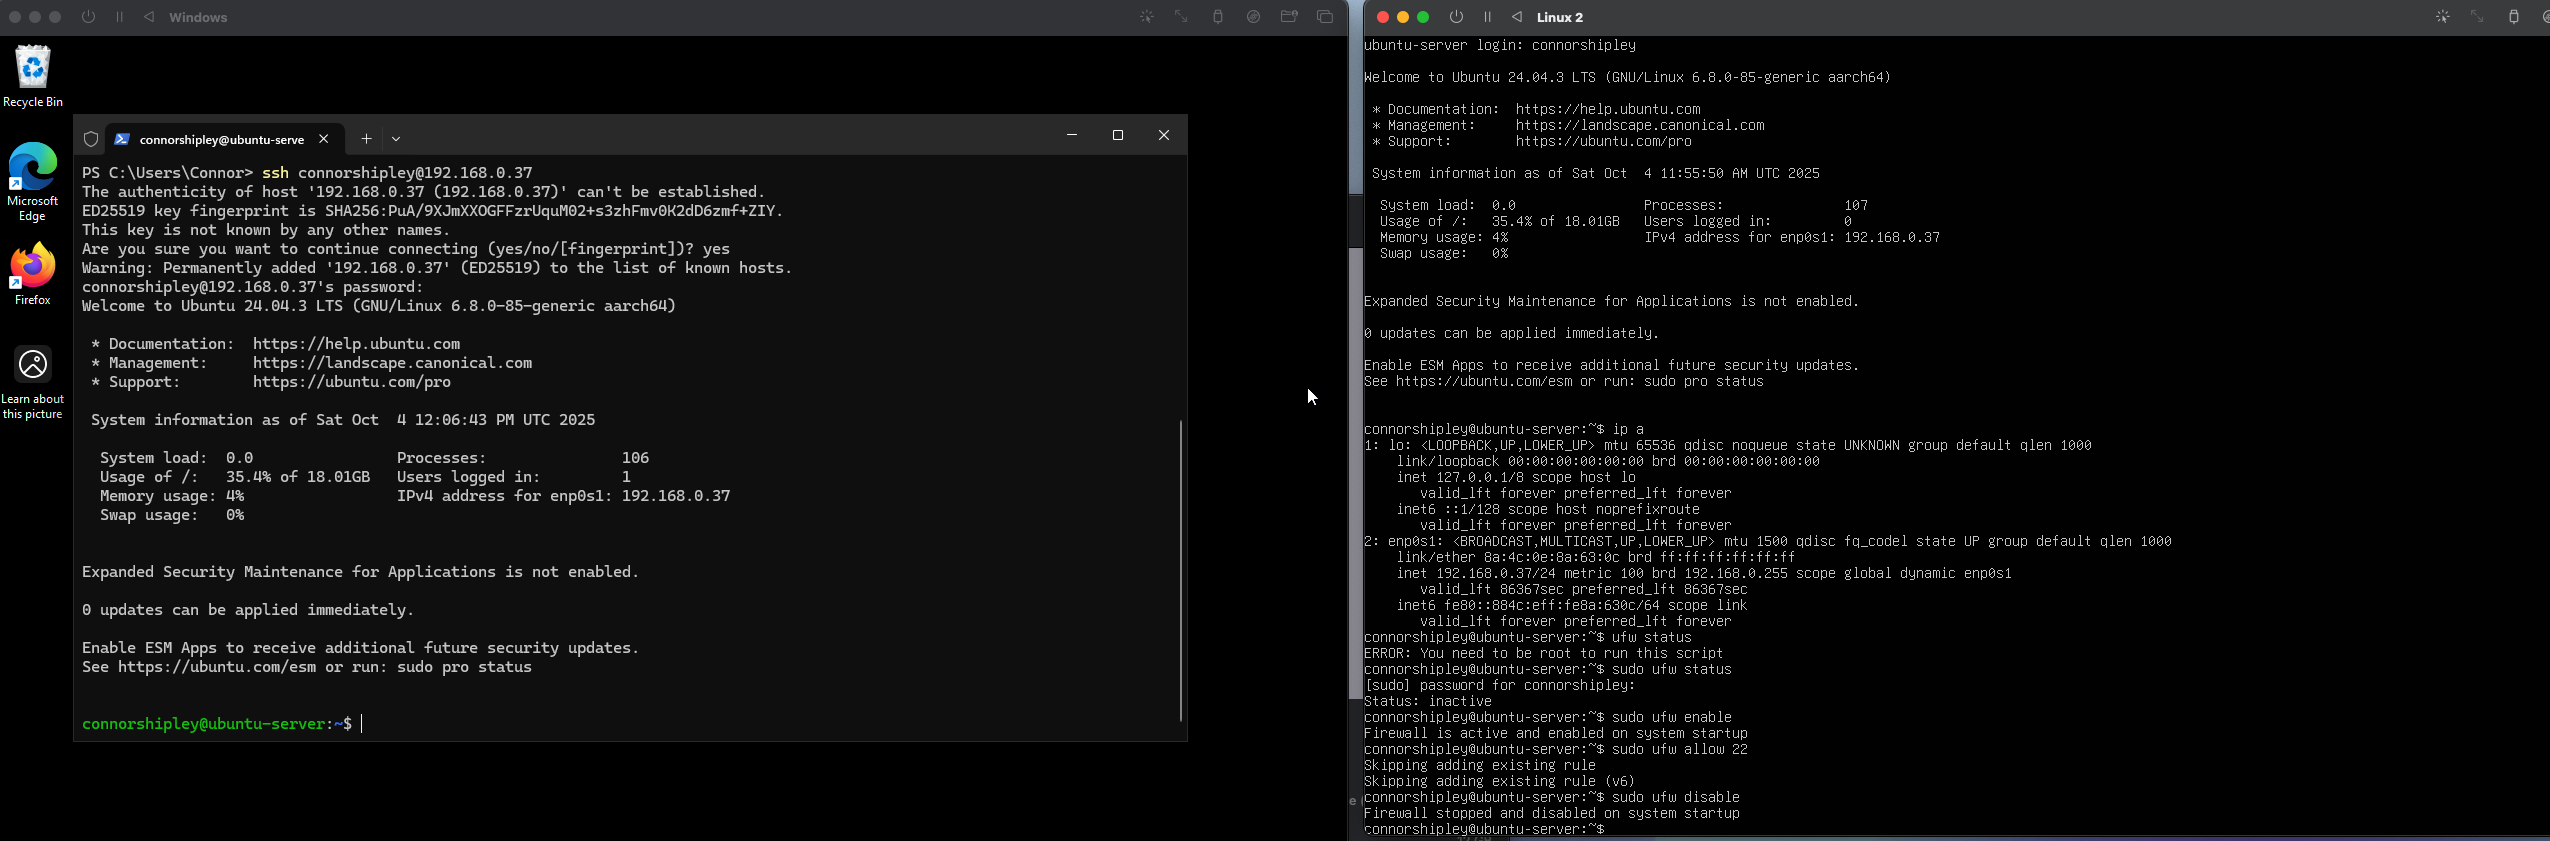 Windows
Recycle Bin
Microsoft
Edge
Firefox
Learn about
this picture
connorshipley@ubuntu-serve
PS C:\Users\Connor> ssh connorshipley@192.168.0.37
The authenticity of host '192.168.0.37 (192.168.0.37)' can't be established.
ED25519 key fingerprint is SHA256:PuA/9XJmXXOGFFzrUquM02+s3zhFmv0K2dD6zmf+ZIY.
This key is not known by any other names.
Are you sure you want to continue connecting (yes/no/[fingerprint])? yes
Warning: Permanently added '192.168.0.37' (ED25519) to the list of known hosts.
connorshipley@192.168.0.37's password:
Welcome to Ubuntu 24.04.3 LTS (GNU/Linux 6.8.0-85-generic aarch64)
* Documentation:  https://help.ubuntu.com
* Management:     https://landscape.canonical.com
* Support:        https://ubuntu.com/pro
System information as of Sat Oct  4 12:06:43 PM UTC 2025
System load:  0.0                Processes:               106
Usage of /:   35.4% of 18.01GB   Users logged in:         1
Memory usage: 4%                 IPv4 address for enp0s1: 192.168.0.37
Swap usage:   0%
Expanded Security Maintenance for Applications is not enabled.
0 updates can be applied immediately.
Enable ESM Apps to receive additional future security updates.
See https://ubuntu.com/esm or run: sudo pro status
connorshipley@ubuntu-server:~$
Linux 2
ubuntu-server login: connorshipley
Welcome to Ubuntu 24.04.3 LTS (GNU/Linux 6.8.0-85-generic aarch64)
* Documentation:  https://help.ubuntu.com
* Management:     https://landscape.canonical.com
* Support:        https://ubuntu.com/pro
System information as of Sat Oct  4 11:55:50 AM UTC 2025
System load:  0.0                Processes:               107
Usage of /:   35.4% of 18.01GB   Users logged in:         0
Memory usage: 4%                 IPv4 address for enp0s1: 192.168.0.37
Swap usage:   0%
Expanded Security Maintenance for Applications is not enabled.
0 updates can be applied immediately.
Enable ESM Apps to receive additional future security updates.
See https://ubuntu.com/esm or run: sudo pro status
connorshipley@ubuntu-server:~$ ip a
1: lo: <LOOPBACK,UP,LOWER_UP> mtu 65536 qdisc noqueue state UNKNOWN group default qlen 1000
link/loopback 00:00:00:00:00:00 brd 00:00:00:00:00:00
inet 127.0.0.1/8 scope host lo
valid_lft forever preferred_lft forever
inet6 ::1/128 scope host noprefixroute
valid_lft forever preferred_lft forever
2: enp0s1: <BROADCAST,MULTICAST,UP,LOWER_UP> mtu 1500 qdisc fq_codel state UP group default qlen 1000
link/ether 8a:4c:0e:8a:63:0c brd ff:ff:ff:ff:ff:ff
inet 192.168.0.37/24 metric 100 brd 192.168.0.255 scope global dynamic enp0s1
valid_lft 86367sec preferred_lft 86367sec
inet6 fe80::884c:eff:fe8a:630c/64 scope link
valid_lft forever preferred_lft forever
connorshipley@ubuntu-server:~$ ufw status
ERROR: You need to be root to run this script
connorshipley@ubuntu-server:~$ sudo ufw status
[sudo] password for connorshipley:
Status: inactive
connorshipley@ubuntu-server:~$ sudo ufw enable
Firewall is active and enabled on system startup
connorshipley@ubuntu-server:~$ sudo ufw allow 22
Skipping adding existing rule
Skipping adding existing rule (v6)
connorshipley@ubuntu-server:~$ sudo ufw disable
Firewall stopped and disabled on system startup
connorshipley@ubuntu-server:~$